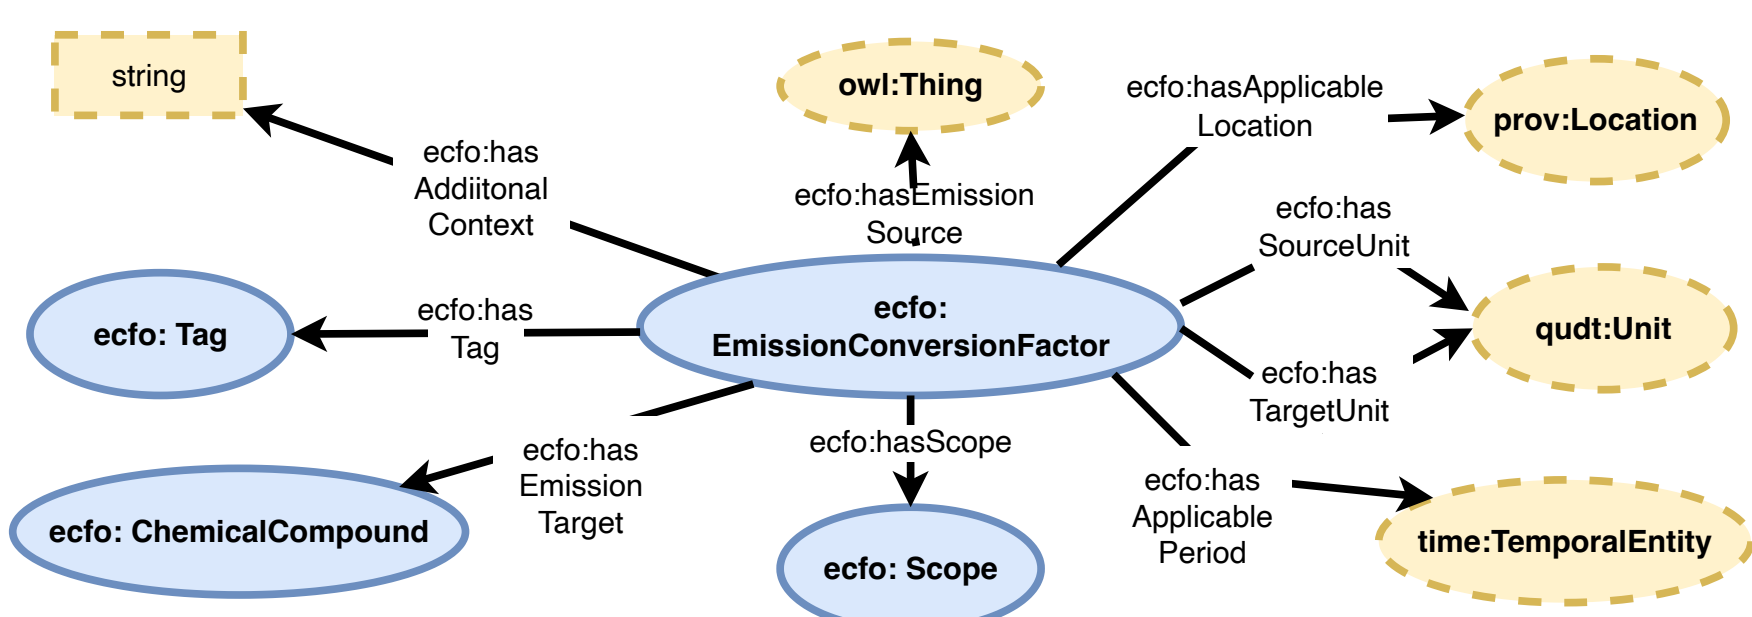 string
owl:Thing
ecfo:hasApplicable
Location
prov:Location
ecfo:has
Addiitonal
Context
ecfo:hasEmission
Source
ecfo:has
SourceUnit
ecfo: Tag
ecfo:has
Tag
ecfo:
EmissionConversionFactor
qudt:Unit
ecfo:has
TargetUnit
ecfo:has
Emission
Target
ecfo:hasScope
ecfo:has
Applicable
Period
ecfo: ChemicalCompound
ecfo: Scope
time:TemporalEntity